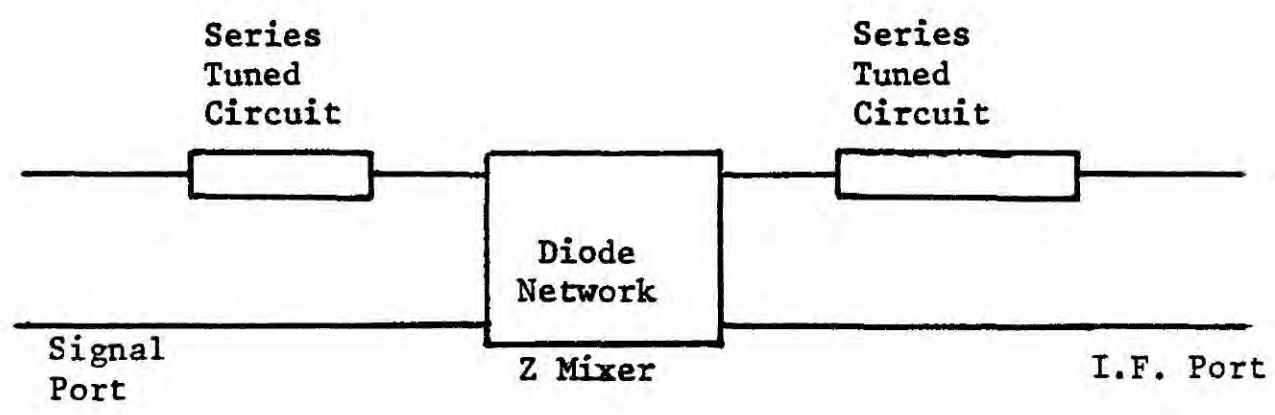 Series
Tuned
Circuit
Series
Tuned
Circuit
Diode
Network
Signal
Port
Z Mixer
I.F. Port